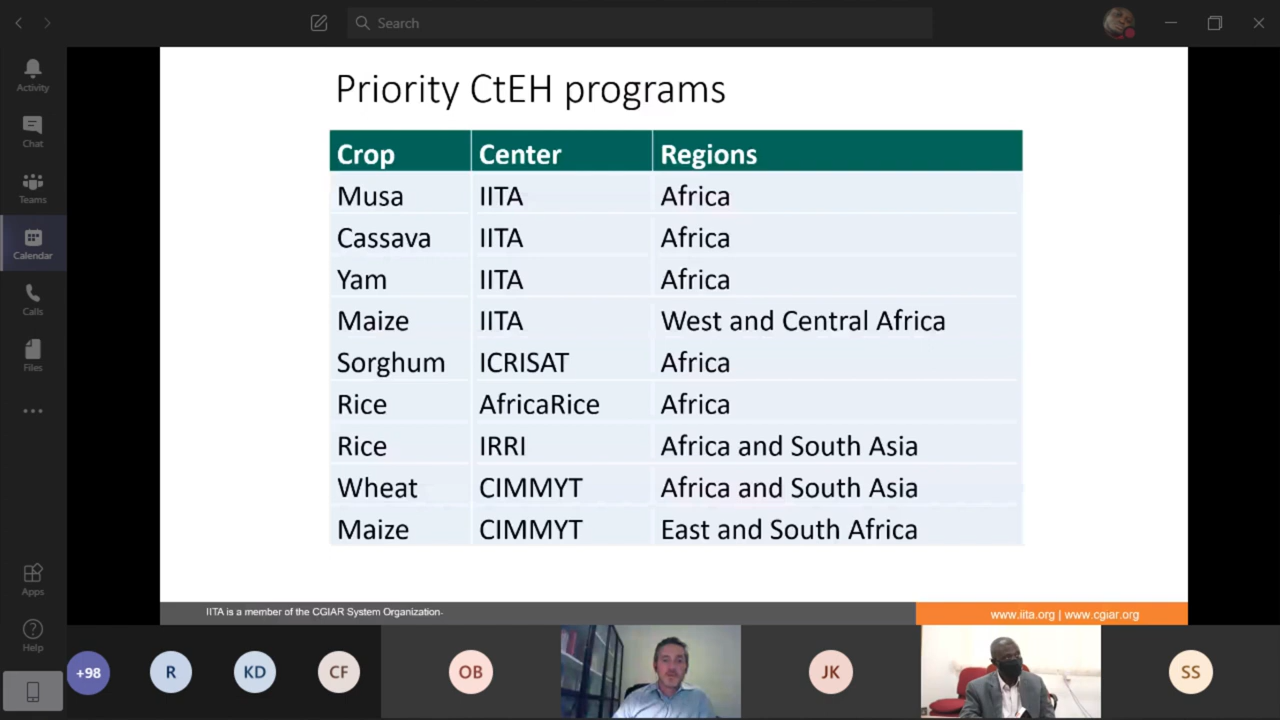 Search
Activity
Chat
Teams
Calendar
Calls
Files
Apps
Help
Priority CtEH programs
Crop Center Regions
Musa IITA Africa
Cassava IITA Africa
Yam IITA Africa
Maize IITA West and Central Africa
Sorghum ICRISAT Africa
Rice AfricaRice Africa
Rice IRRI Africa and South Asia
Wheat CIMMYT Africa and South Asia
Maize CIMMYT East and South Africa
IITA is a member of the CGIAR System Organization.
www.iita.org | www.cgiar.org
+98 R KD CF OB JK SS